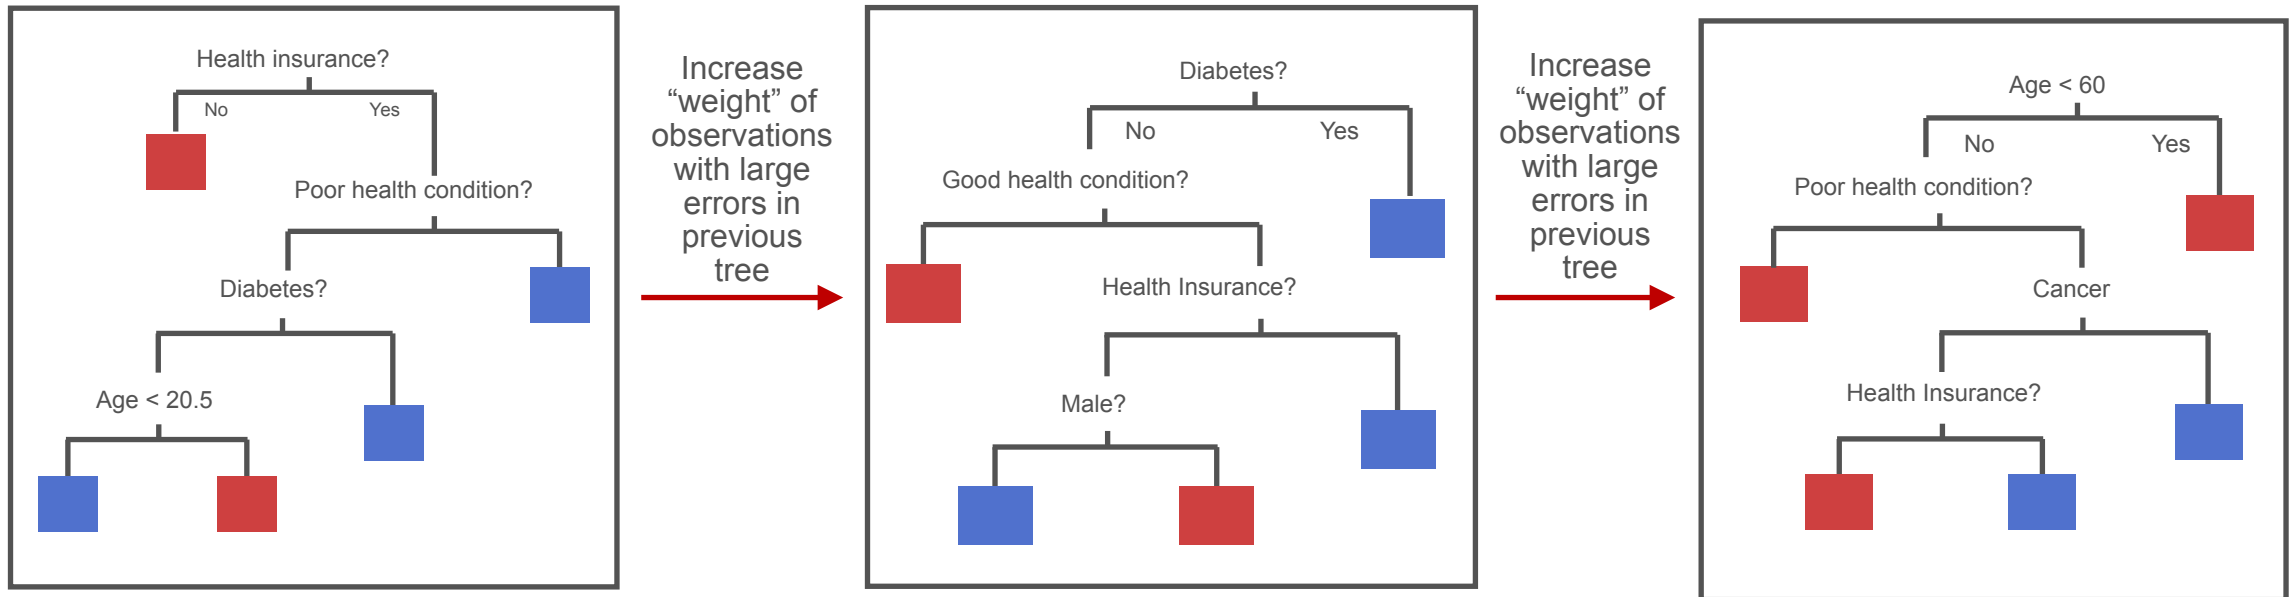 Health insurance?
No
Yes
Poor health condition?
Diabetes?
Age < 20.5
Increase
“weight” of
observations
with large
errors in
previous
tree
Diabetes?
No
Yes
Good health condition?
Health Insurance?
Male?
Increase
“weight” of
observations
with large
errors in
previous
tree
Age < 60
No
Yes
Poor health condition?
Cancer
Health Insurance?